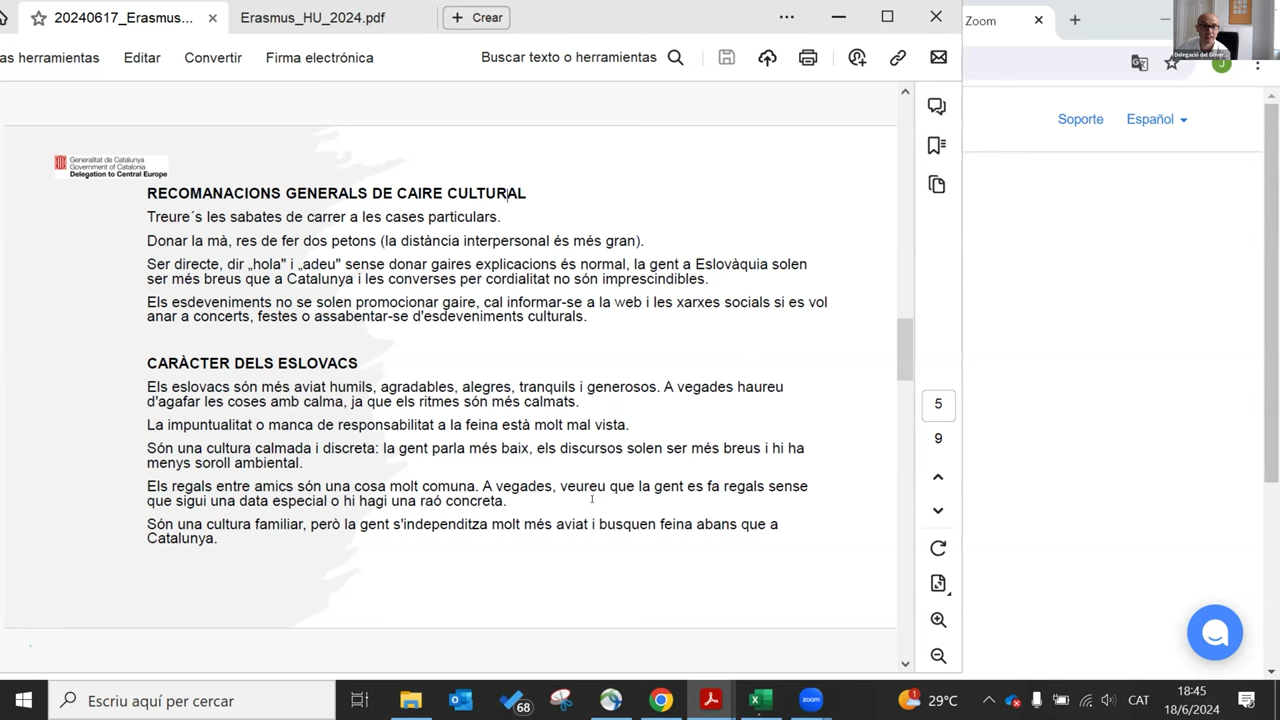 20240617_Erasmus...
Erasmus_HU_2024.pdf
Crear
Zoom
as herramientas
Editar
Convertir
Firma electrónica
Buscar texto o herramientas
J
Soporte
Español
Generalitat de Catalunya
Government of Catalonia
Delegation to Central Europe
RECOMANACIONS GENERALS DE CAIRE CULTURAL
Treure´s les sabates de carrer a les cases particulars.
Donar la mà, res de fer dos petons (la distància interpersonal és més gran).
Ser directe, dir „hola" i „adeu" sense donar gaires explicacions és normal, la gent a Eslovàquia solen
ser més breus que a Catalunya i les converses per cordialitat no són imprescindibles.
Els esdeveniments no se solen promocionar gaire, cal informar-se a la web i les xarxes socials si es vol
anar a concerts, festes o assabentar-se d'esdeveniments culturals.
CARÀCTER DELS ESLOVACS
Els eslovacs són més aviat humils, agradables, alegres, tranquils i generosos. A vegades haureu
d'agafar les coses amb calma, ja que els ritmes són més calmats.
La impuntualitat o manca de responsabilitat a la feina està molt mal vista.
Són una cultura calmada i discreta: la gent parla més baix, els discursos solen ser més breus i hi ha
menys soroll ambiental.
Els regals entre amics són una cosa molt comuna. A vegades, veureu que la gent es fa regals sense
que sigui una data especial o hi hagi una raó concreta.
Són una cultura familiar, però la gent s'independitza molt més aviat i busquen feina abans que a
Catalunya.
5
9
Escriu aquí per cercar
68
zoom
29°C
CAT
18:45
18/6/2024